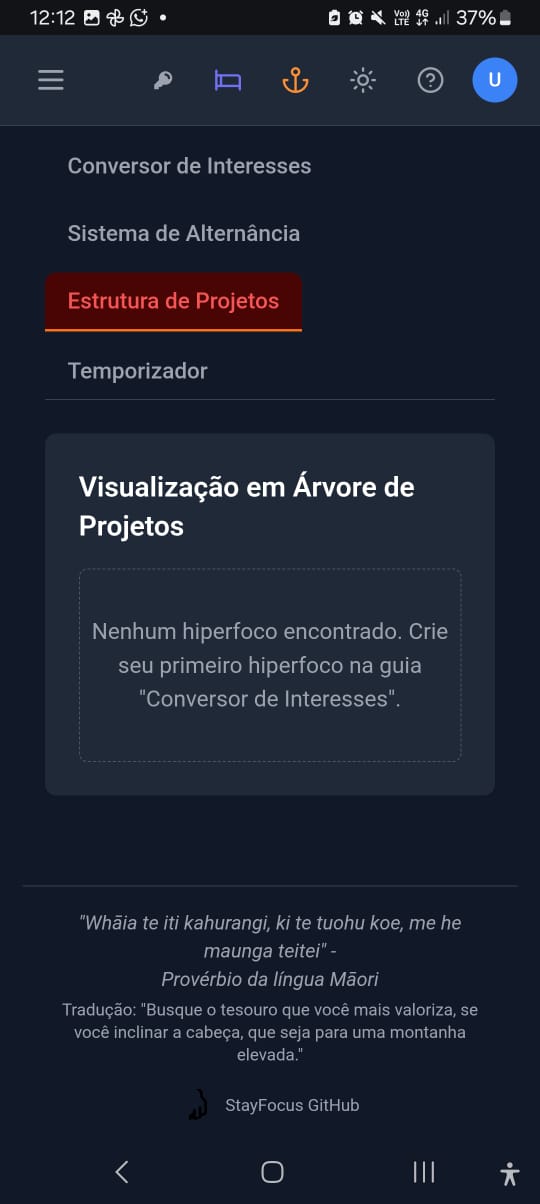 12:12
Vo))
LTE
4G
37%
U
Conversor de Interesses
Sistema de Alternância
Estrutura de Projetos
Temporizador
Visualização em Árvore de
Projetos
Nenhum hiperfoco encontrado. Crie
seu primeiro hiperfoco na guia
"Conversor de Interesses".
"Whāia te iti kahurangi, ki te tuohu koe, me he
maunga teitei" -
Provérbio da língua Māori
Tradução: "Busque o tesouro que você mais valoriza, se
você inclinar a cabeça, que seja para uma montanha
elevada."
StayFocus GitHub